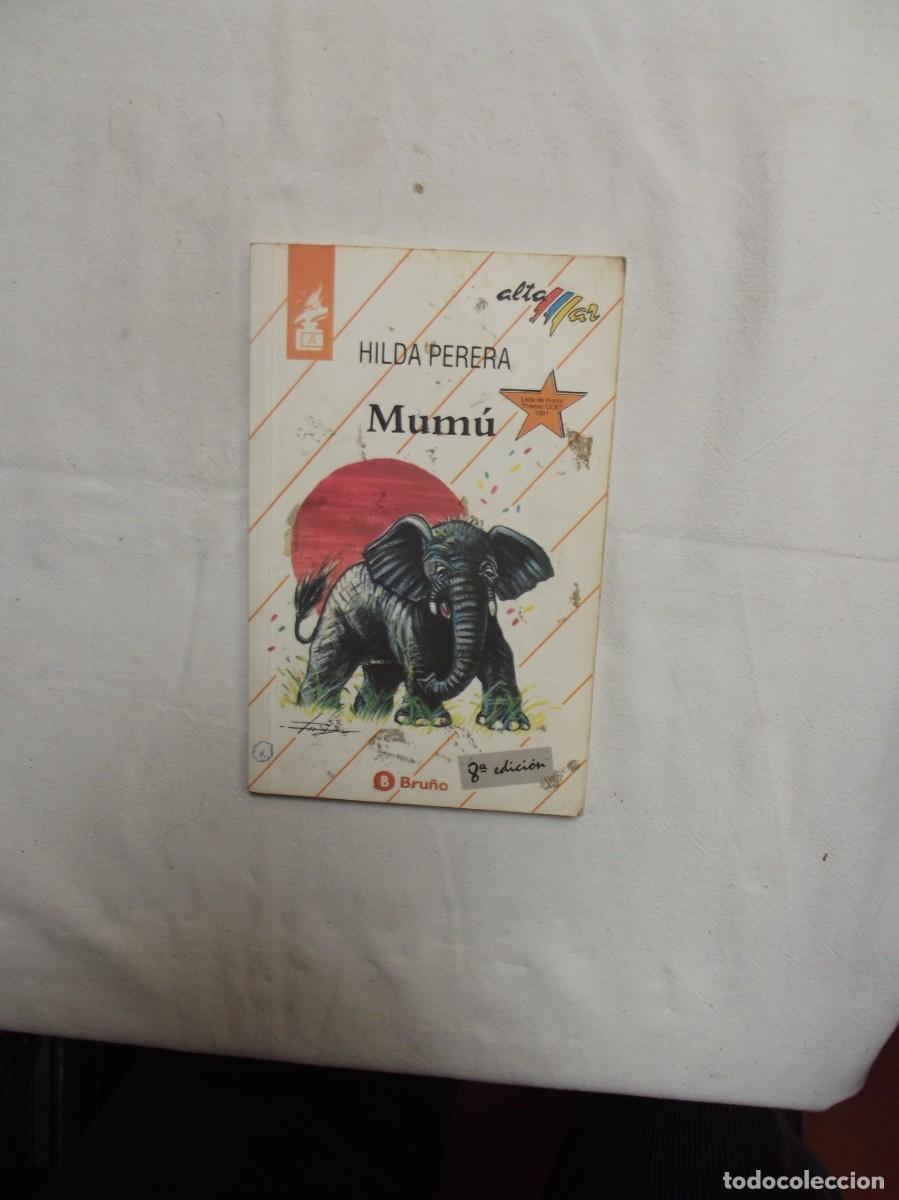 alta mar
A
HILDA PERERA
Lista de Honor
Premio CCEI
1991
Mumú
8ª edición
B Bruño
todocoleccion